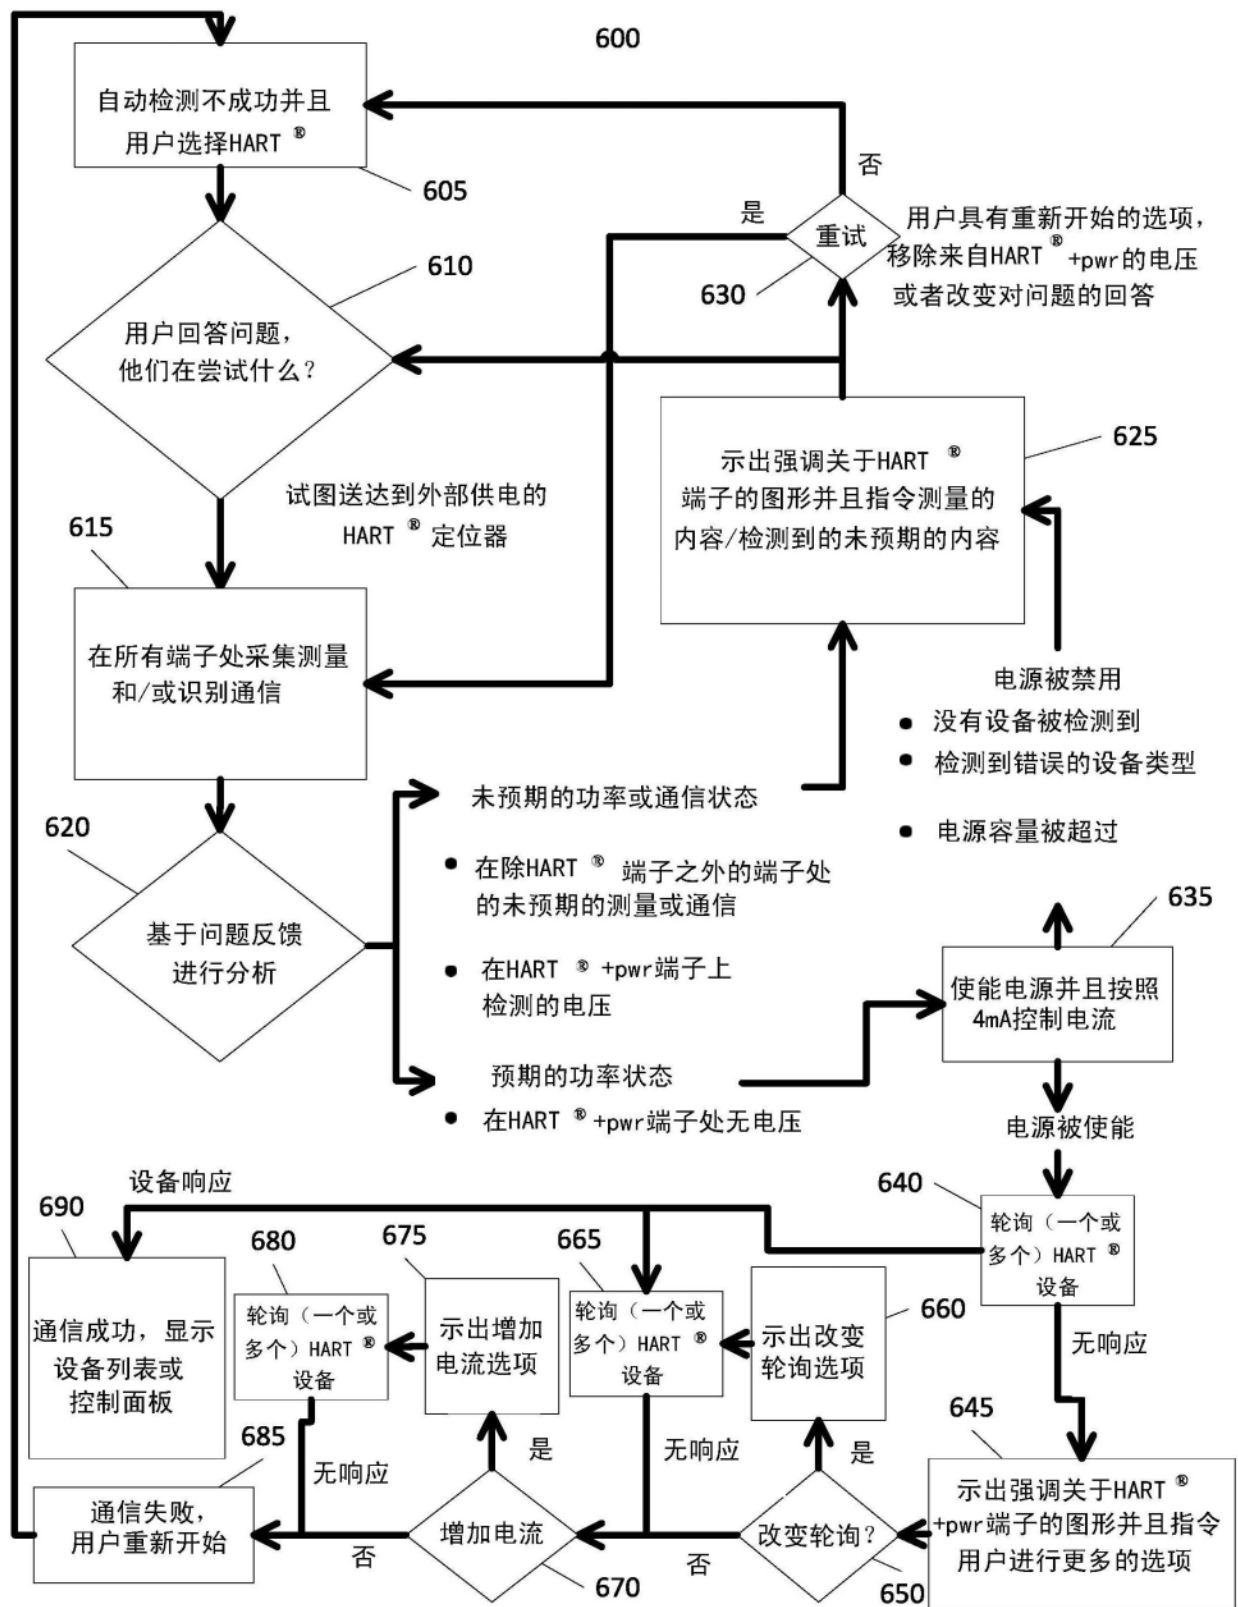 600
自动检测不成功并且
用户选择HART ®
605
否
是
重试
630
用户具有重新开始的选项，
移除来自HART ® +pwr的电压
或者改变对问题的回答
610
用户回答问题，
他们在尝试什么？
625
示出强调关于HART ®
端子的图形并且指令测量的
内容/检测到的未预期的内容
试图送达到外部供电的
HART ® 定位器
615
在所有端子处采集测量
和/或识别通信
电源被禁用
● 没有设备被检测到
● 检测到错误的设备类型
● 电源容量被超过
620
基于问题反馈
进行分析
未预期的功率或通信状态
● 在除HART ® 端子之外的端子处
的未预期的测量或通信
● 在HART ® +pwr端子上
检测的电压
预期的功率状态
● 在HART ® +pwr端子处无电压
635
使能电源并且按照
4mA控制电流
电源被使能
640
轮询（一个或
多个）HART ®
设备
设备响应
无响应
690
通信成功，显示
设备列表或
控制面板
680
轮询（一个或
多个）HART ®
设备
675
示出增加
电流选项
665
轮询（一个或
多个）HART ®
设备
660
示出改变
轮询选项
645
示出强调关于HART ®
+pwr端子的图形并且指令
用户进行更多的选项
685
通信失败，
用户重新开始
无响应
否
是
增加电流
670
无响应
否
是
改变轮询？
650